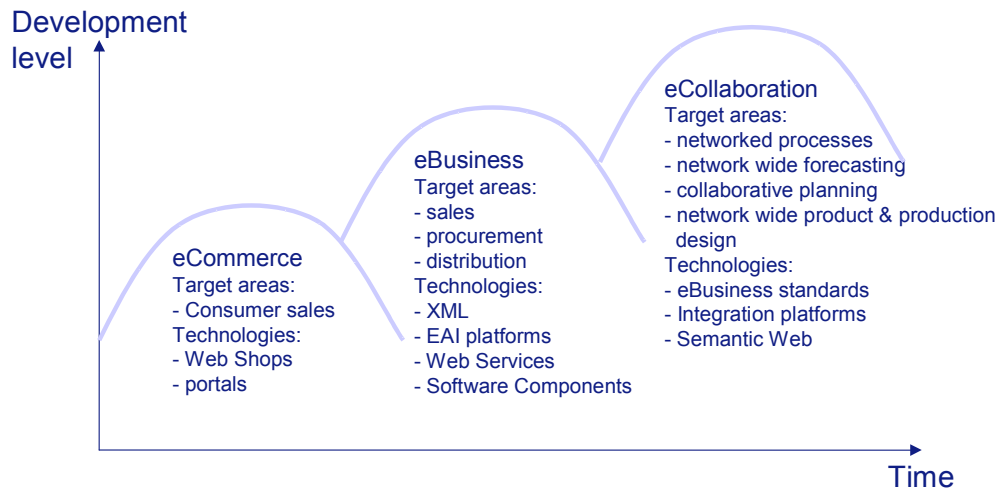 Development
level
eCommerce
Target areas:
- Consumer sales
Technologies:
- Web Shops
- portals
eBusiness
Target areas:
- sales
- procurement
- distribution
Technologies:
- XML
- EAI platforms
- Web Services
- Software Components
eCollaboration
Target areas:
- networked processes
- network wide forecasting
- collaborative planning
- network wide product & production
design
Technologies:
- eBusiness standards
- Integration platforms
- Semantic Web
Time